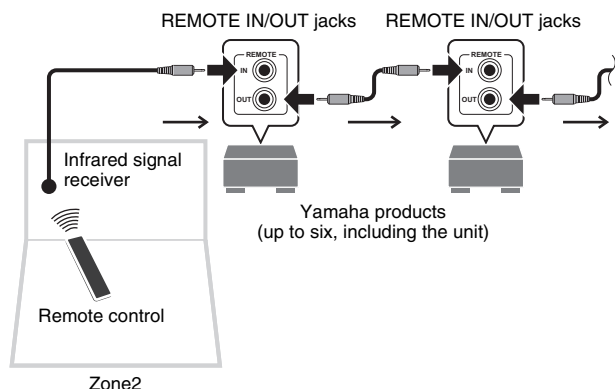 REMOTE IN/OUT jacks
REMOTE IN/OUT jacks
REMOTE
IN
OUT
REMOTE
IN
OUT
Infrared signal
receiver
Yamaha products
(up to six, including the unit)
Remote control
Zone2